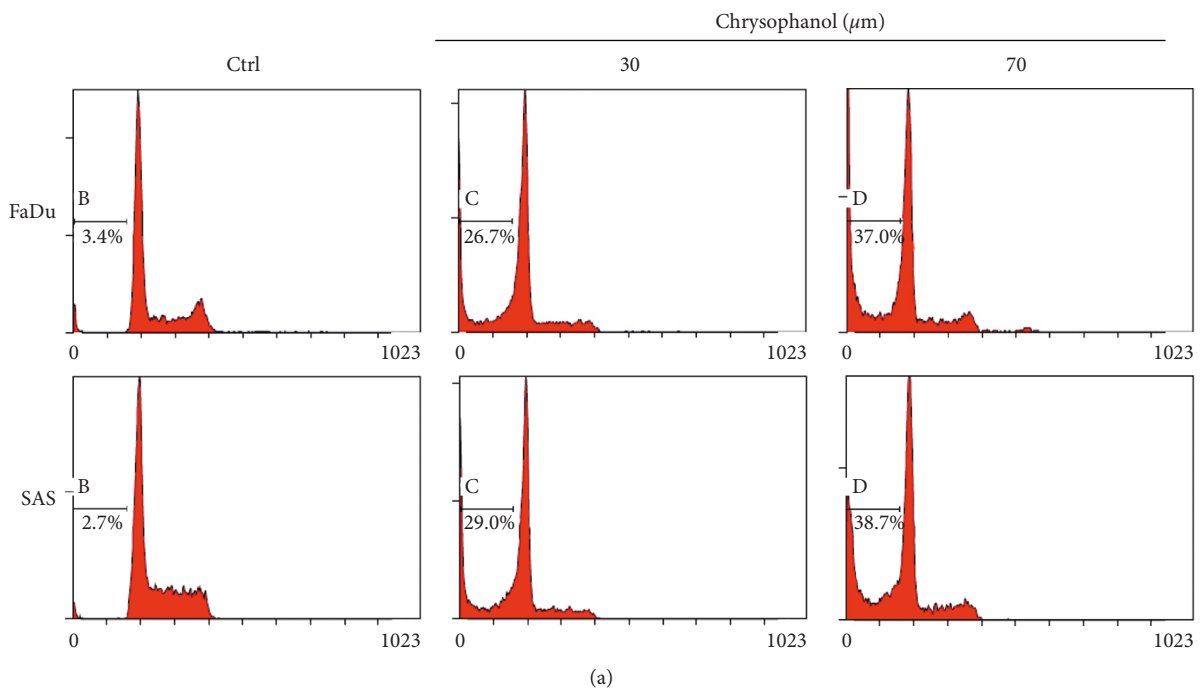 Chrysophanol (μm)
Ctrl 30 70
FaDu
B
3.4%
C
26.7%
D
37.0%
0 1023 0 1023 0 1023
SAS
B
2.7%
C
29.0%
D
38.7%
0 1023 0 1023 0 1023
(a)